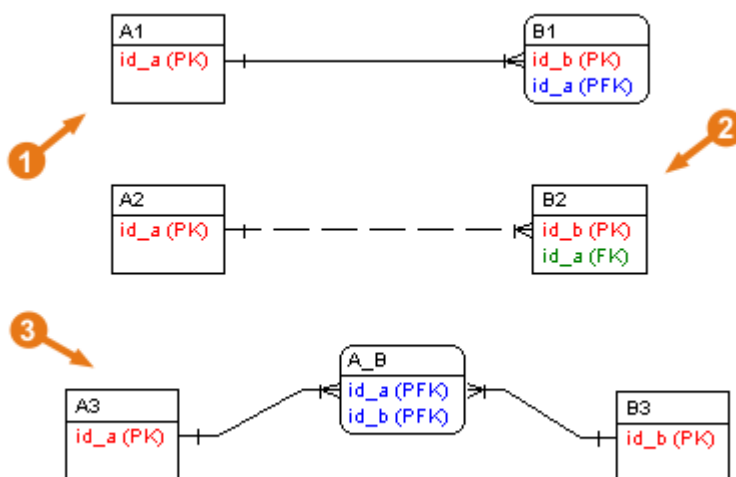 A1
id_a (PK)
B1
id_b (PK)
id_a (PFK)
1
2
A2
id_a (PK)
B2
id_b (PK)
id_a (FK)
3
A_B
id_a (PFK)
id_b (PFK)
A3
id_a (PK)
B3
id_b (PK)